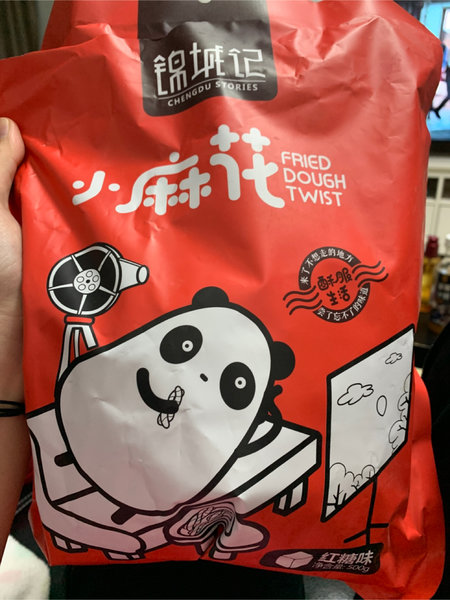 锦城记
CHENGDU STORIES
小麻花
FRIED
DOUGH
TWIST
来了不想走的地方
酥服
生活
尝了忘不了的味道
红糖味
净含量: 500g